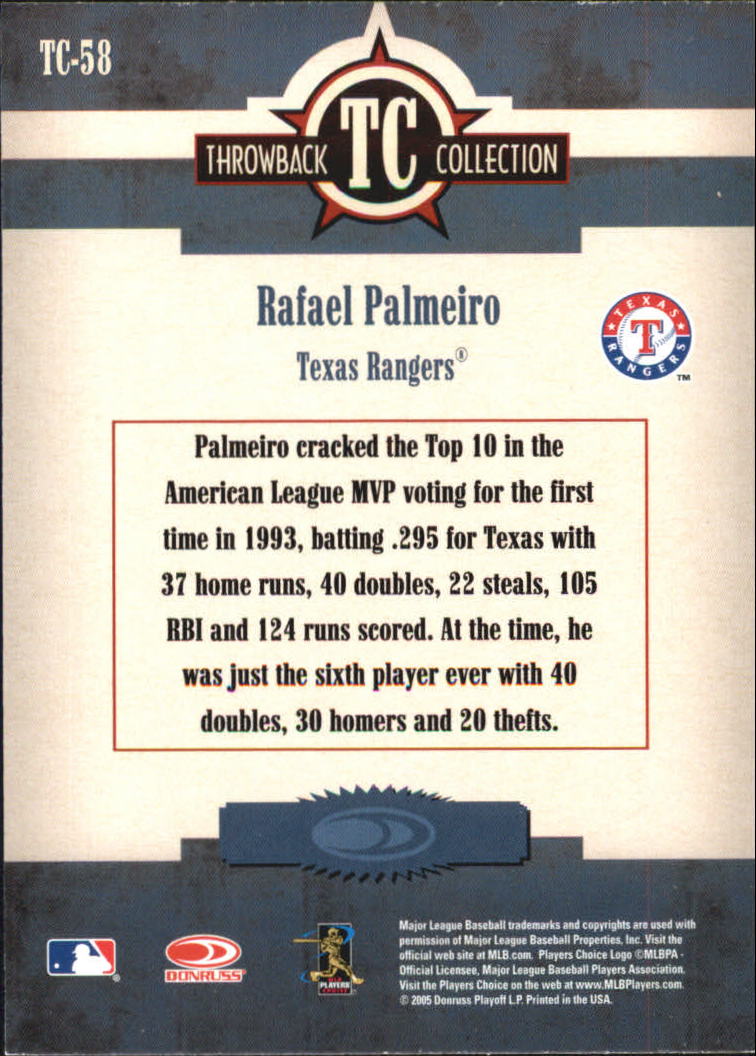 TC-58
THROWBACK TC COLLECTION
Rafael Palmeiro
Texas Rangers®
TEXAS
T
RANGERS
TM
Palmeiro cracked the Top 10 in the
American League MVP voting for the first
time in 1993, batting .295 for Texas with
37 home runs, 40 doubles, 22 steals, 105
RBI and 124 runs scored. At the time, he
was just the sixth player ever with 40
doubles, 30 homers and 20 thefts.
DONRUSS
PLAYERS
CHOICE
Major League Baseball trademarks and copyrights are used with
permission of Major League Baseball Properties, Inc. Visit the
official web site at MLB.com. Players Choice Logo ©MLBPA -
Official Licensee, Major League Baseball Players Association.
Visit the Players Choice on the web at www.MLBPlayers.com.
© 2005 Donruss Playoff L.P. Printed in the USA.